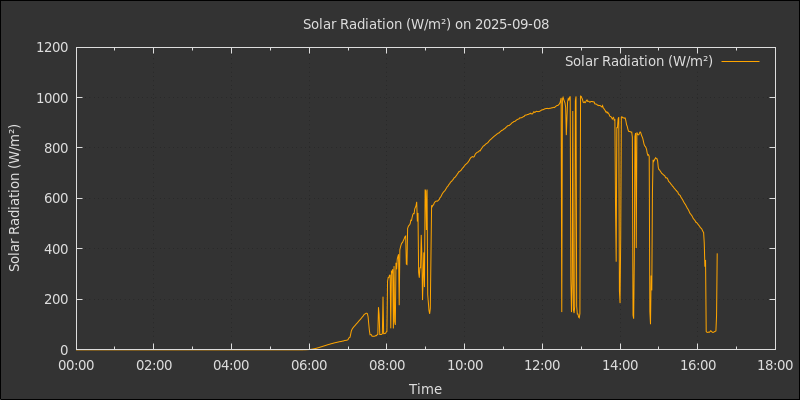 Solar Radiation (W/m²) on 2025-09-08
Solar Radiation (W/m²)
Solar Radiation (W/m²)
1200
1000
800
600
400
200
0
00:00 02:00 04:00 06:00 08:00 10:00 12:00 14:00 16:00 18:00
Time